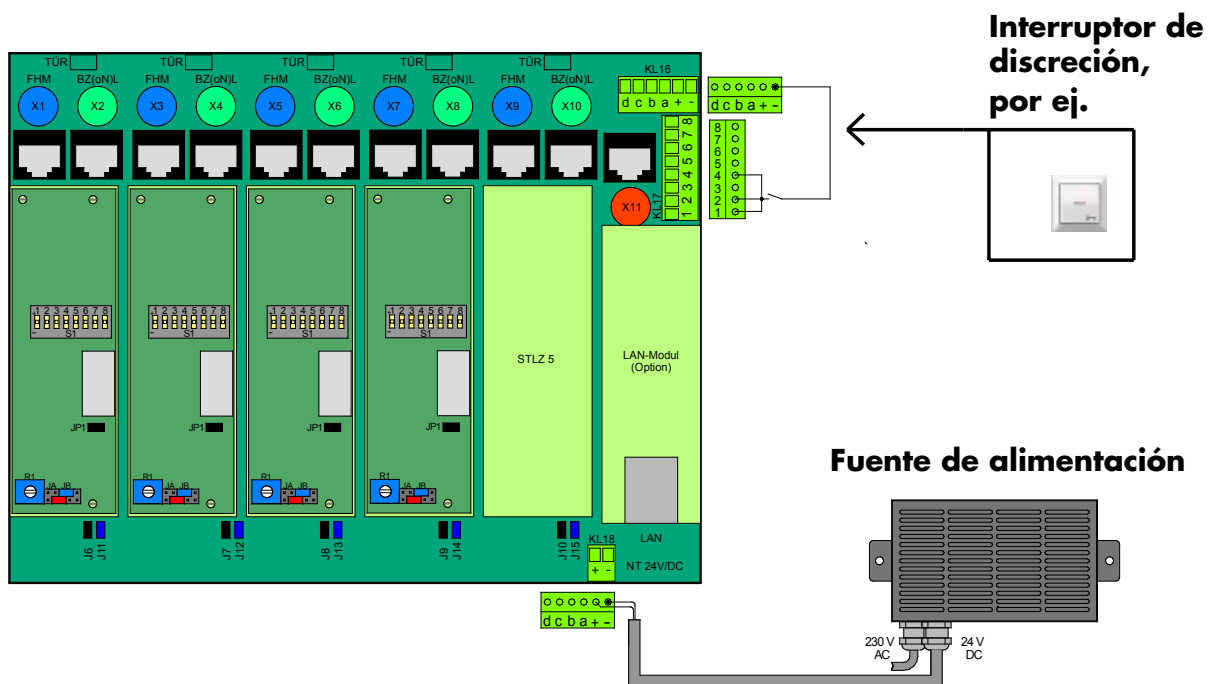 Interruptor de
discreción,
por ej.
TÜR TÜR TÜR TÜR TÜR
FHM BZ(oN)L FHM BZ(oN)L FHM BZ(oN)L FHM BZ(oN)L FHM BZ(oN)L
KL16
X1 X2 X3 X4 X5 X6 X7 X8 X9 X10
d c b a + -
d c b a + -
8
7
6
5
4
3
2
1
KL17
1 2 3 4 5 6 7 8
X11
+ 1 2 3 4 5 6 7 8
- S1
+ 1 2 3 4 5 6 7 8
- S1
+ 1 2 3 4 5 6 7 8
- S1
+ 1 2 3 4 5 6 7 8
- S1
STLZ 5
LAN-Modul
(Option)
JP1 JP1 JP1 JP1
R1 JA JB R1 JA JB R1 JA JB R1 JA JB
J6 J11 J7 J12 J8 J13 J9 J14 J10 J15
KL18
+ -
LAN
NT 24V/DC
d c b a + -
Fuente de alimentación
230 V
AC
24 V
DC